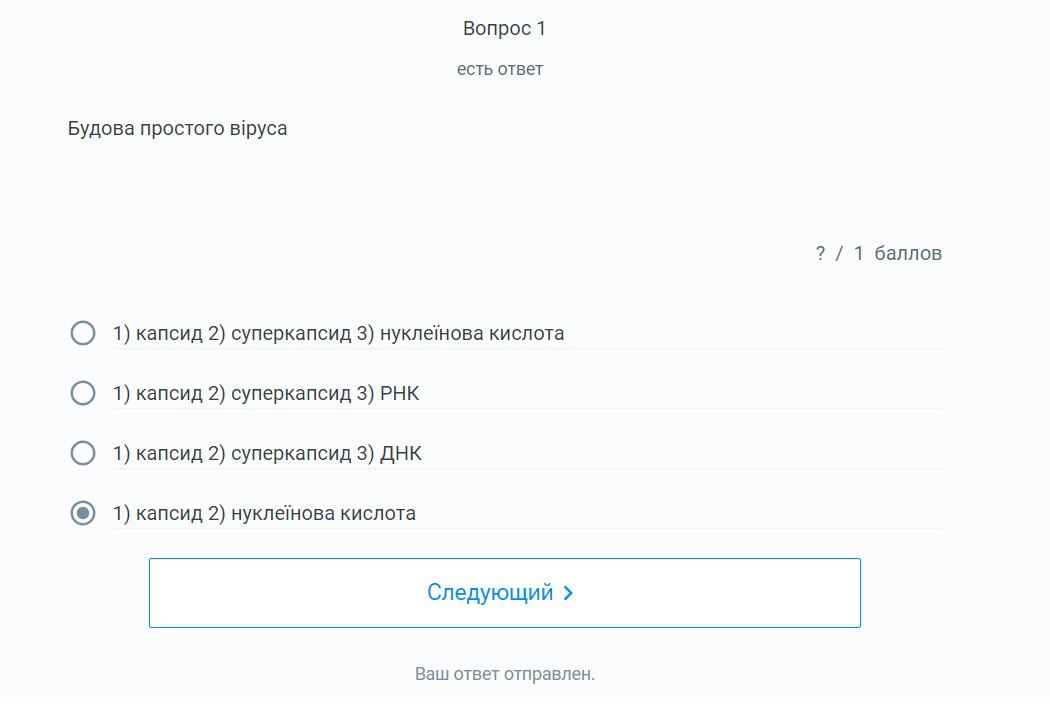 Вопрос 1
есть ответ
Будова простого віруса
? / 1 баллов
1) капсид 2) суперкапсид 3) нуклеїнова кислота
1) капсид 2) суперкапсид 3) РНК
1) капсид 2) суперкапсид 3) ДНК
1) капсид 2) нуклеїнова кислота
Следующий
Ваш ответ отправлен.